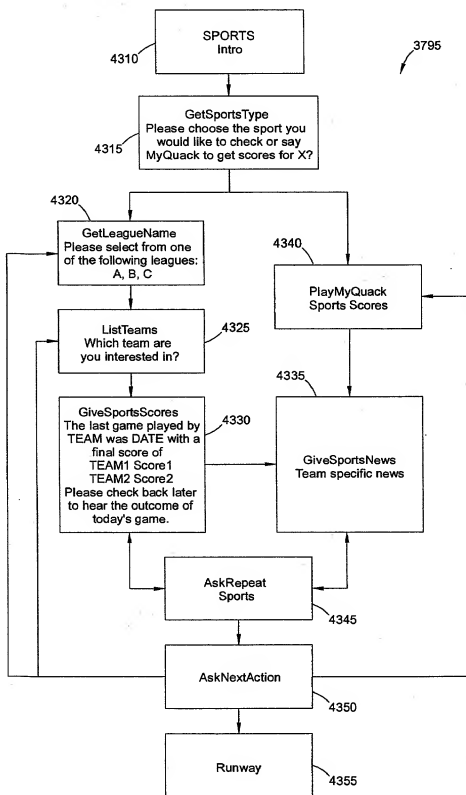 SPORTS
Intro
4310
3795
GetSportsType
Please choose the sport you
would like to check or say
MyQuack to get scores for X?
4315
4320
GetLeagueName
Please select from one
of the following leagues:
A, B, C
4340
PlayMyQuack
Sports Scores
ListTeams
Which team are
you interested in?
4325
4335
GiveSportsScores
The last game played by
TEAM was DATE with a
final score of
TEAM1 Score1
TEAM2 Score2
Please check back later
to hear the outcome of
today's game.
4330
GiveSportsNews
Team specific news
AskRepeat
Sports
4345
AskNextAction
4350
Runway
4355